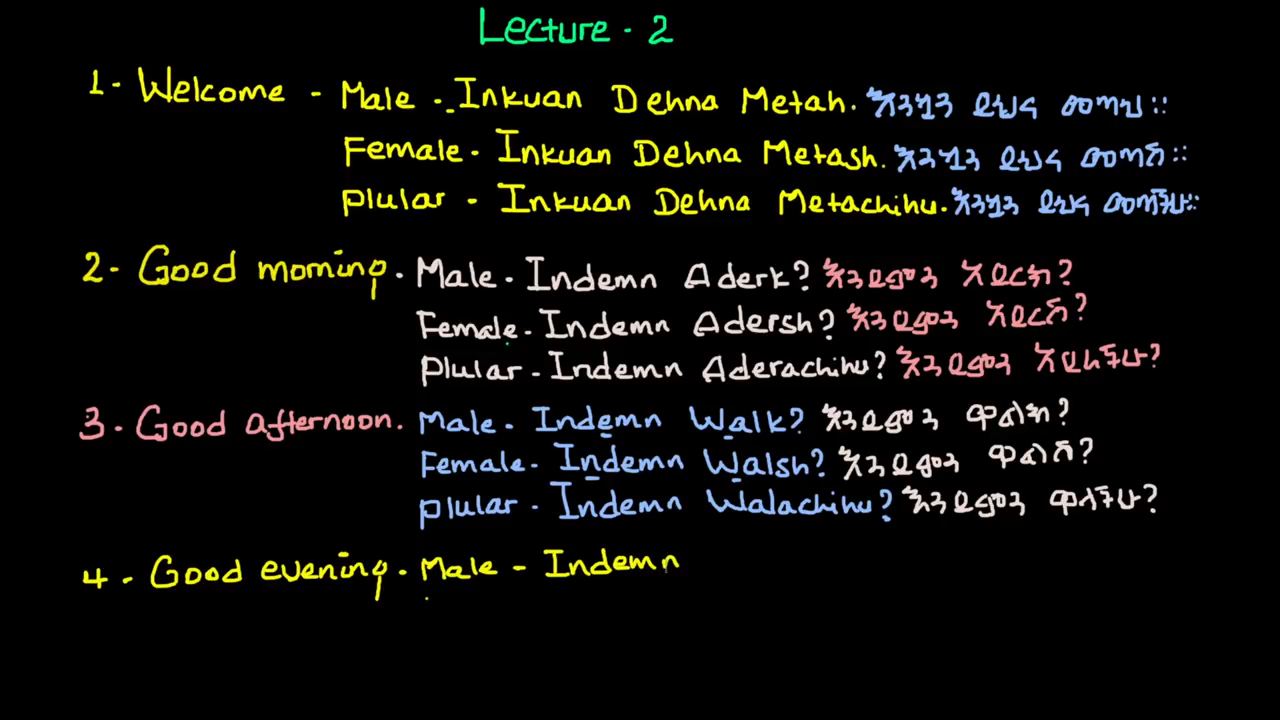 Lecture - 2
1- Welcome - Male - Inkuan Dehna Metah. እንኳን ደህና መጣህ።
Female - Inkuan Dehna Metash. እንኳን ደህና መጣሽ።
Plular - Inkuan Dehna Metachihu. እንኳን ደህና መጣችሁ።
2- Good morning. Male - Indemn Aderk? እንደምን አደርክ?
Female - Indemn Adersh? እንደምን አደርሽ?
Plular - Indemn Aderachihu? እንደምን አደራችሁ?
3- Good afternoon. Male - Indemn Walk? እንደምን ዋልክ?
Female - Indemn Walsh? እንደምን ዋልሽ?
Plular - Indemn Walachihu? እንደምን ዋላችሁ?
4- Good evening. Male - Indemn